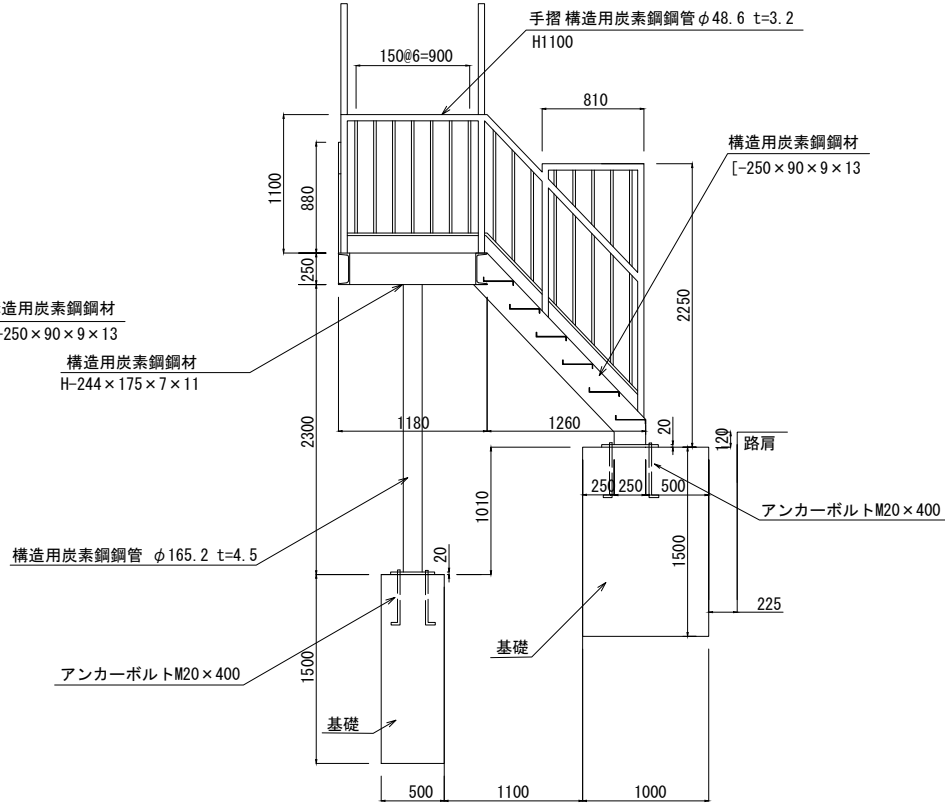 手摺 構造用炭素鋼鋼管φ48.6 t=3.2
H1100
150@6=900
810
構造用炭素鋼鋼材
[-250×90×9×13
1100
880
250
2250
造用炭素鋼鋼材
-250×90×9×13
構造用炭素鋼鋼材
H-244×175×7×11
1180
1260
20
120
路肩
2300
1010
250
250
500
アンカーボルトM20×400
構造用炭素鋼鋼管 φ165.2 t=4.5
20
1500
225
基礎
1500
アンカーボルトM20×400
基礎
500
1100
1000